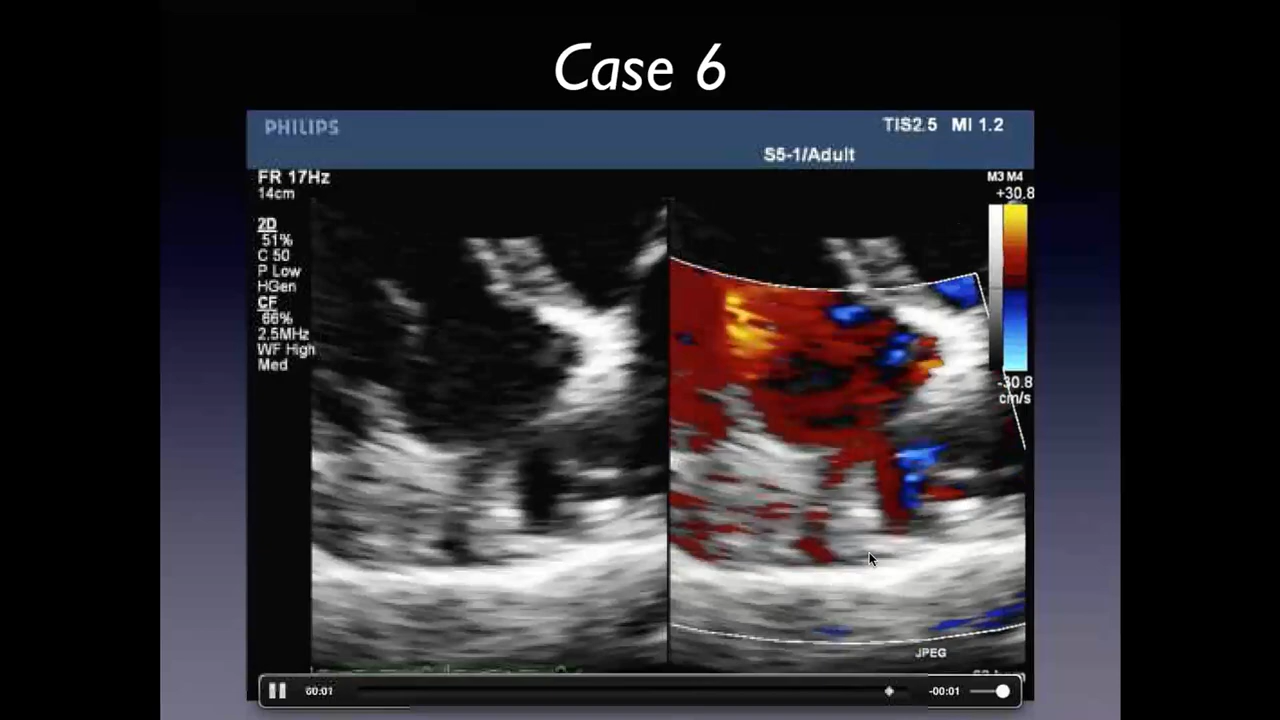 Case 6
PHILIPS
TIS2.5 MI 1.2
S5-1/Adult
FR 17Hz
14cm
2D
51%
C 50
P Low
HGen
CF
66%
2.5MHz
WF High
Med
M3 M4
+30.8
-30.8
cm/s
JPEG
00:01
-00:01